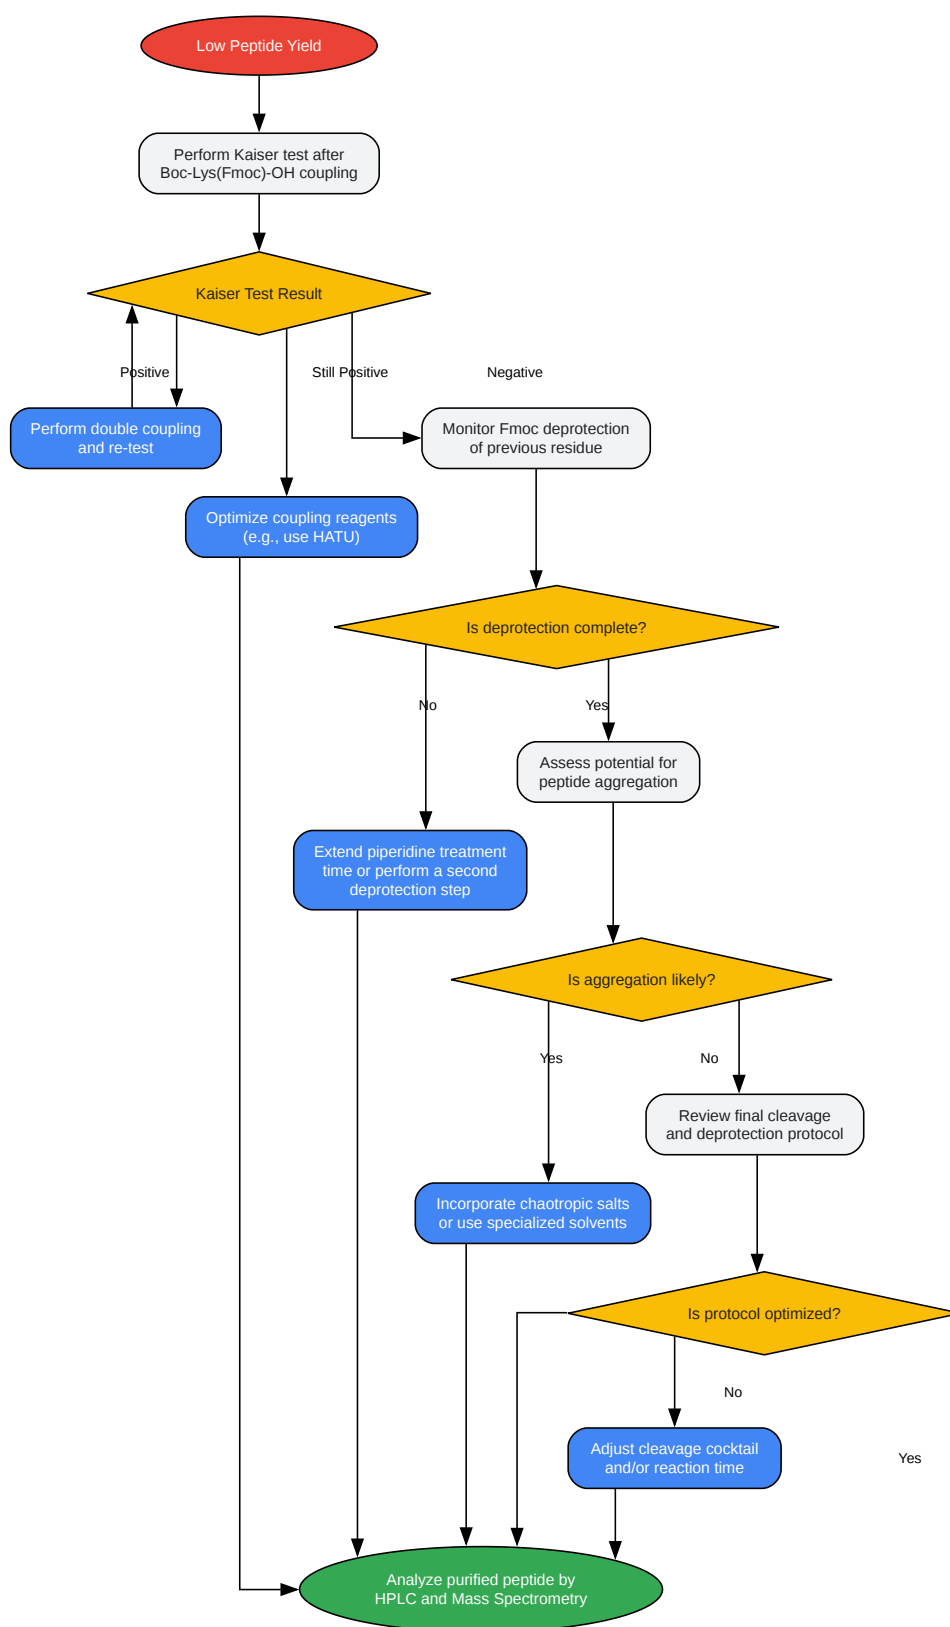 Low Peptide Yield
Perform Kaiser test after
Boc-Lys(Fmoc)-OH coupling
Kaiser Test Result
Positive
Still Positive
Negative
Perform double coupling
and re-test
Monitor Fmoc deprotection
of previous residue
Optimize coupling reagents
(e.g., use HATU)
Is deprotection complete?
No
Yes
Assess potential for
peptide aggregation
Extend piperidine treatment
time or perform a second
deprotection step
Is aggregation likely?
Yes
No
Review final cleavage
and deprotection protocol
Incorporate chaotropic salts
or use specialized solvents
Is protocol optimized?
No
Adjust cleavage cocktail
and/or reaction time
Yes
Analyze purified peptide by
HPLC and Mass Spectrometry